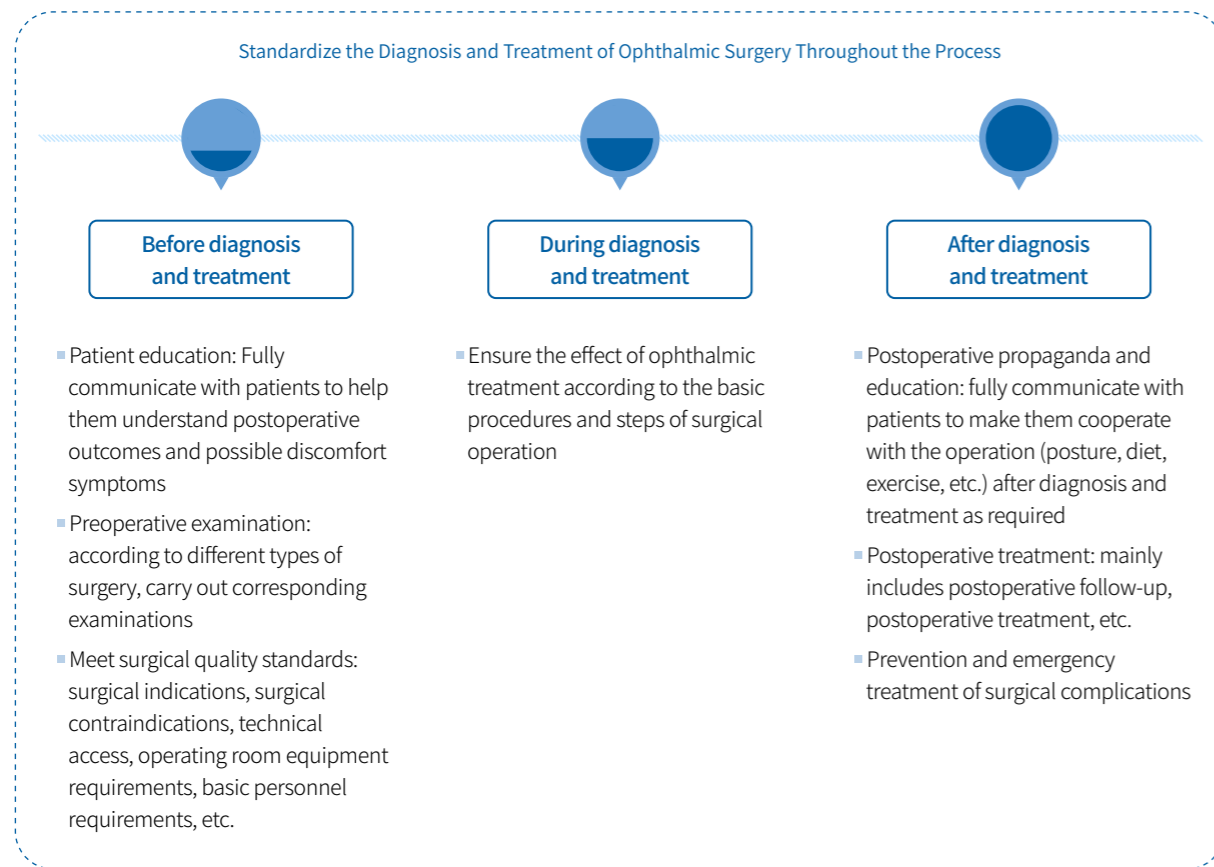 Standardize the Diagnosis and Treatment of Ophthalmic Surgery Throughout the Process
Before diagnosis
and treatment
Patient education: Fully
communicate with patients to help
them understand postoperative
outcomes and possible discomfort
symptoms
Preoperative examination:
according to different types of
surgery, carry out corresponding
examinations
Meet surgical quality standards:
surgical indications, surgical
contraindications, technical
access, operating room equipment
requirements, basic personnel
requirements, etc.
During diagnosis
and treatment
Ensure the effect of ophthalmic
treatment according to the basic
procedures and steps of surgical
operation
After diagnosis
and treatment
Postoperative propaganda and
education: fully communicate with
patients to make them cooperate
with the operation (posture, diet,
exercise, etc.) after diagnosis and
treatment as required
Postoperative treatment: mainly
includes postoperative follow-up,
postoperative treatment, etc.
Prevention and emergency
treatment of surgical complications